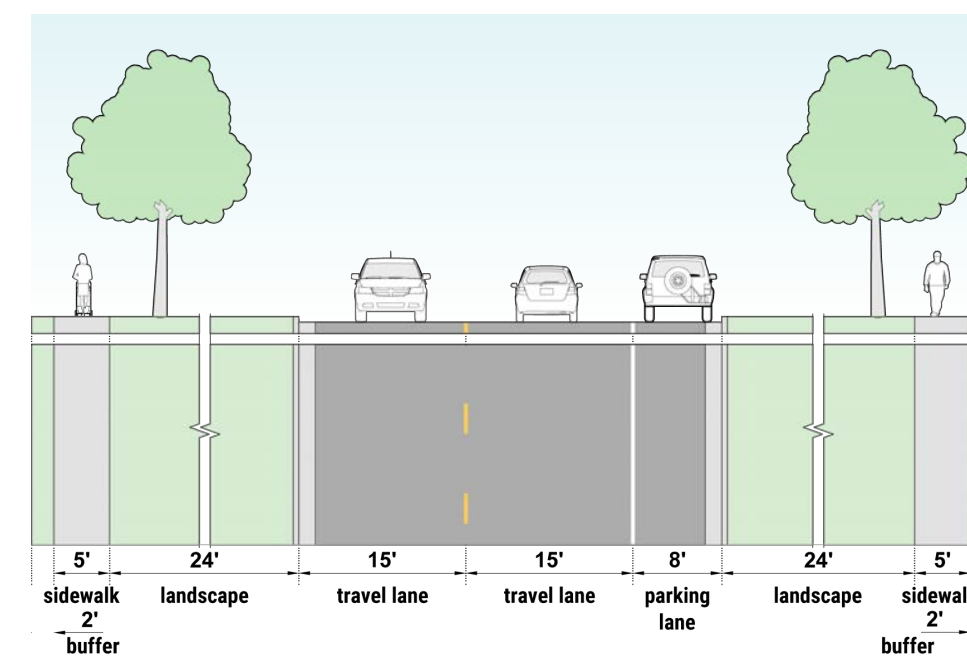 5' 24' 15' 15' 8' 24' 5'
sidewalk landscape travel lane travel lane parking lane landscape sidewal
2' 2'
buffer buffer